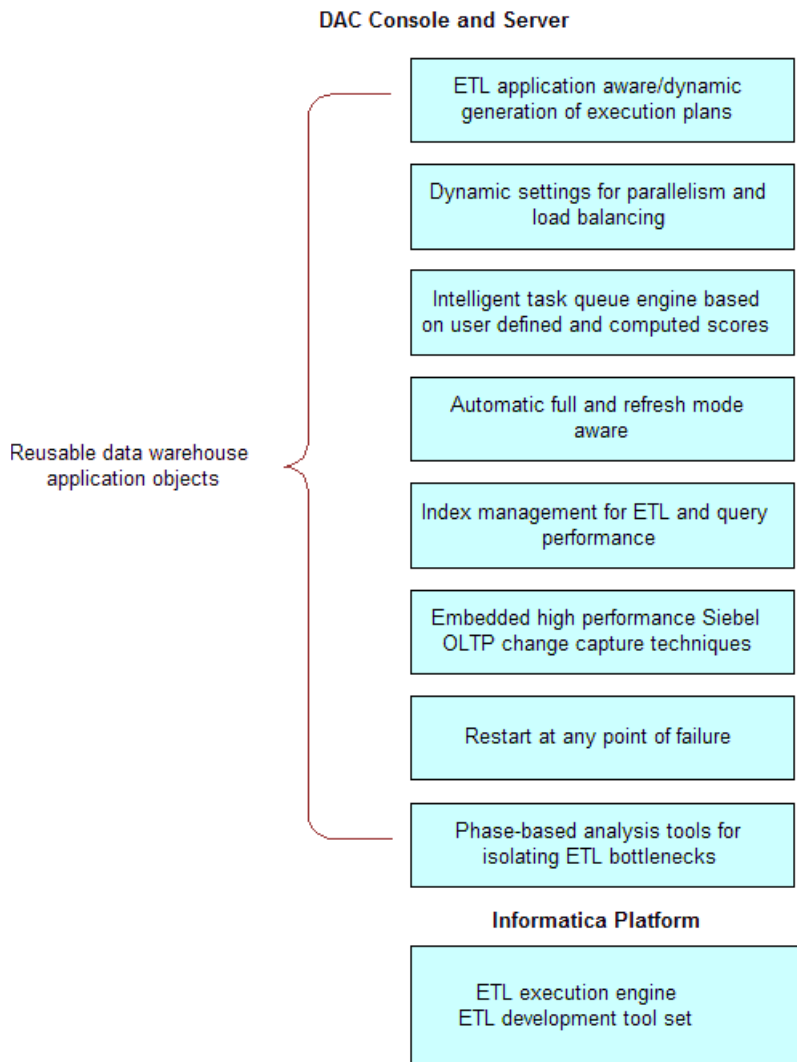 DAC Console and Server
ETL application aware/dynamic
generation of execution plans
Dynamic settings for parallelism and
load balancing
Intelligent task queue engine based
on user defined and computed scores
Automatic full and refresh mode
aware
Reusable data warehouse
application objects
Index management for ETL and query
performance
Embedded high performance Siebel
OLTP change capture techniques
Restart at any point of failure
Phase-based analysis tools for
isolating ETL bottlenecks
Informatica Platform
ETL execution engine
ETL development tool set